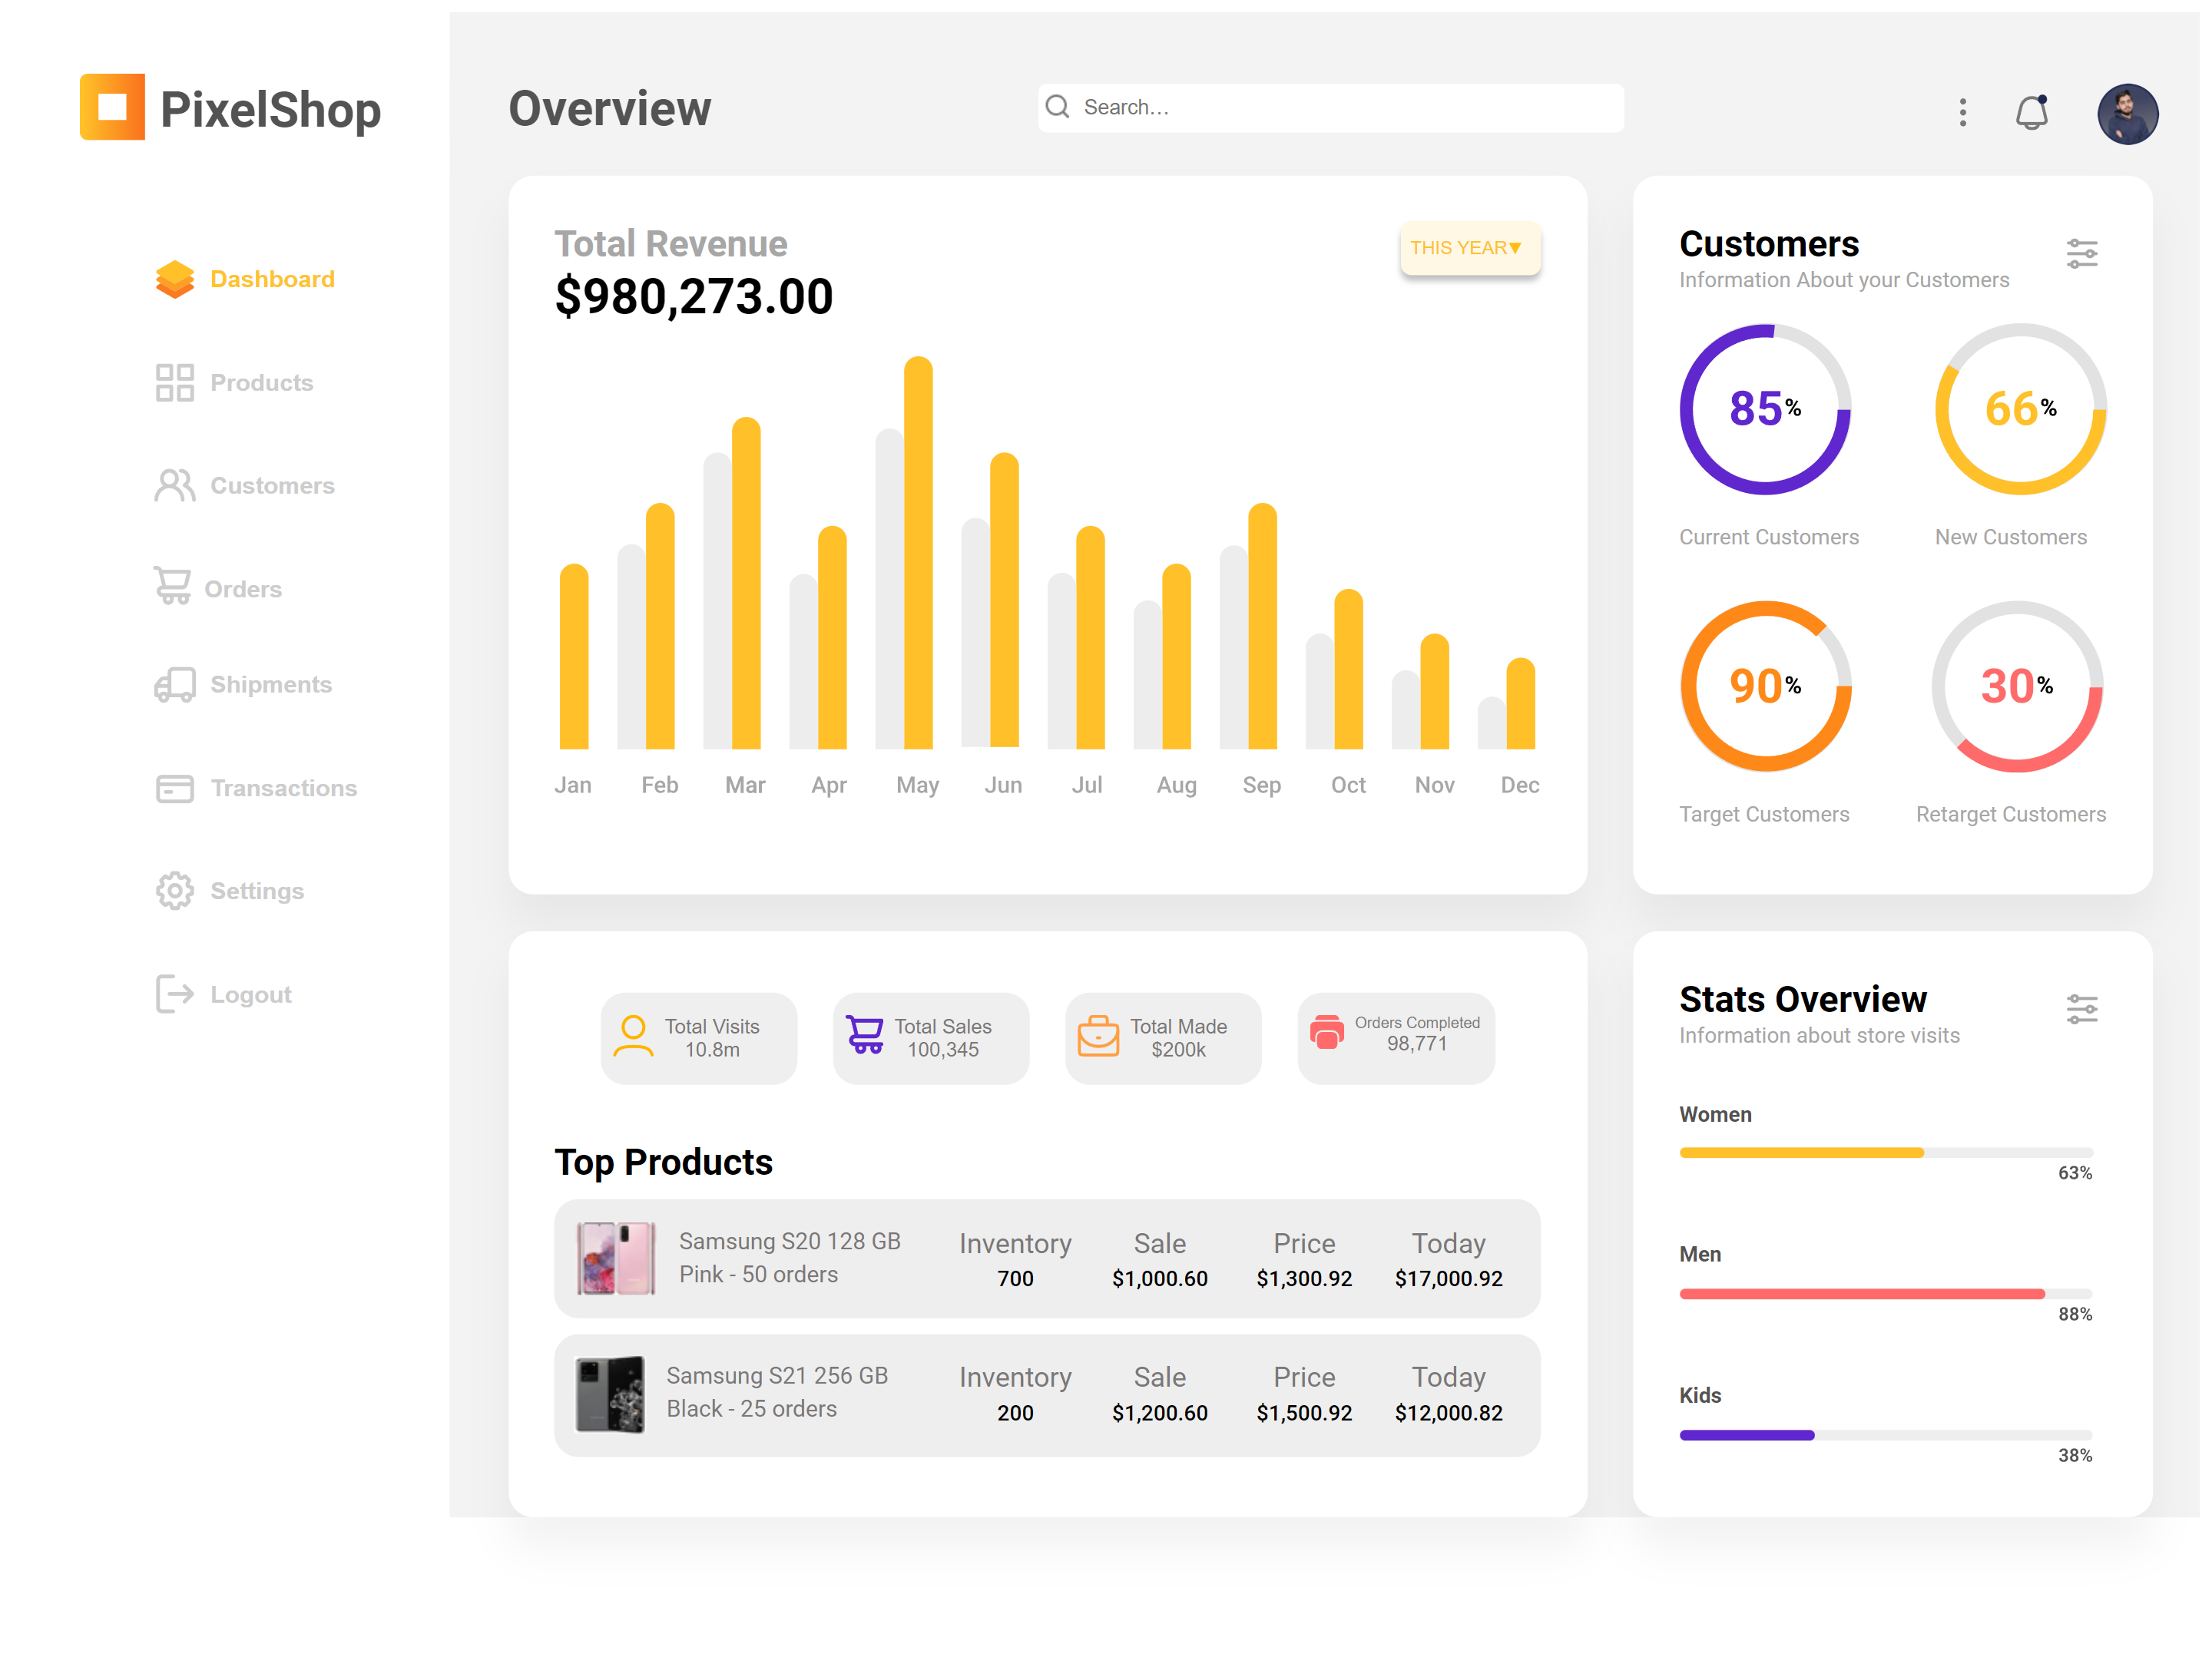 PixelShop
Dashboard
Products
Customers
Orders
Shipments
Transactions
Settings
Logout
Overview
Search...
Total Revenue
$980,273.00
THIS YEAR▼
Jan Feb Mar Apr May Jun Jul Aug Sep Oct Nov Dec
Customers
Information About your Customers
85%
66%
Current Customers
New Customers
90%
30%
Target Customers
Retarget Customers
Total Visits
10.8m
Total Sales
100,345
Total Made
$200k
Orders Completed
98,771
Top Products
Samsung S20 128 GB
Pink - 50 orders
Inventory Sale Price Today
700 $1,000.60 $1,300.92 $17,000.92
Samsung S21 256 GB
Black - 25 orders
Inventory Sale Price Today
200 $1,200.60 $1,500.92 $12,000.82
Stats Overview
Information about store visits
Women
63%
Men
88%
Kids
38%